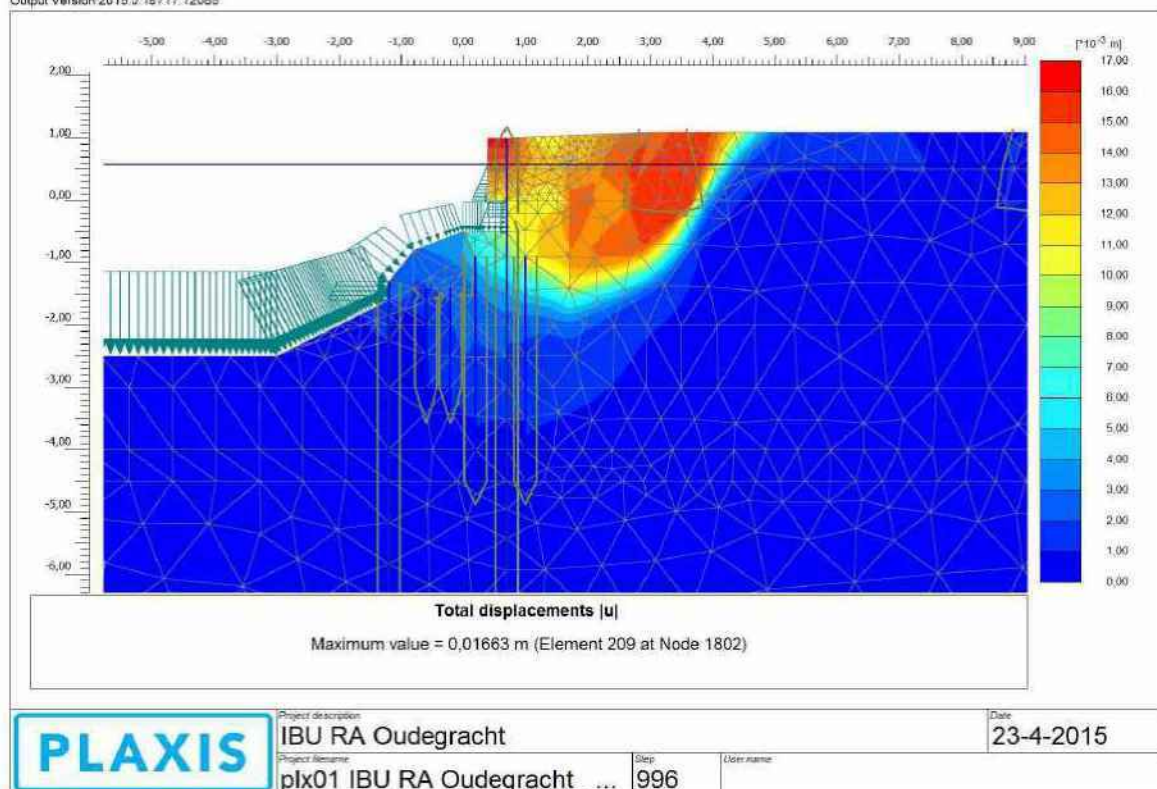 Output Version 2015.0.
-5,00 -4,00 -3,00 -2,00 -1,00 0,00 1,00 2,00 3,00 4,00 5,00 6,00 7,00 8,00 9,00
[*10⁻³ m]
2,00
1,00
0,00
-1,00
-2,00
-3,00
-4,00
-5,00
-6,00
17,00
16,00
15,00
14,00
13,00
12,00
11,00
10,00
9,00
8,00
7,00
6,00
5,00
4,00
3,00
2,00
1,00
0,00
Total displacements |u|
Maximum value = 0,01663 m (Element 209 at Node 1802)
PLAXIS
Project description
IBU RA Oudegracht
Date
23-4-2015
Project filename
plx01 IBU RA Oudegracht ...
Step
996
User name